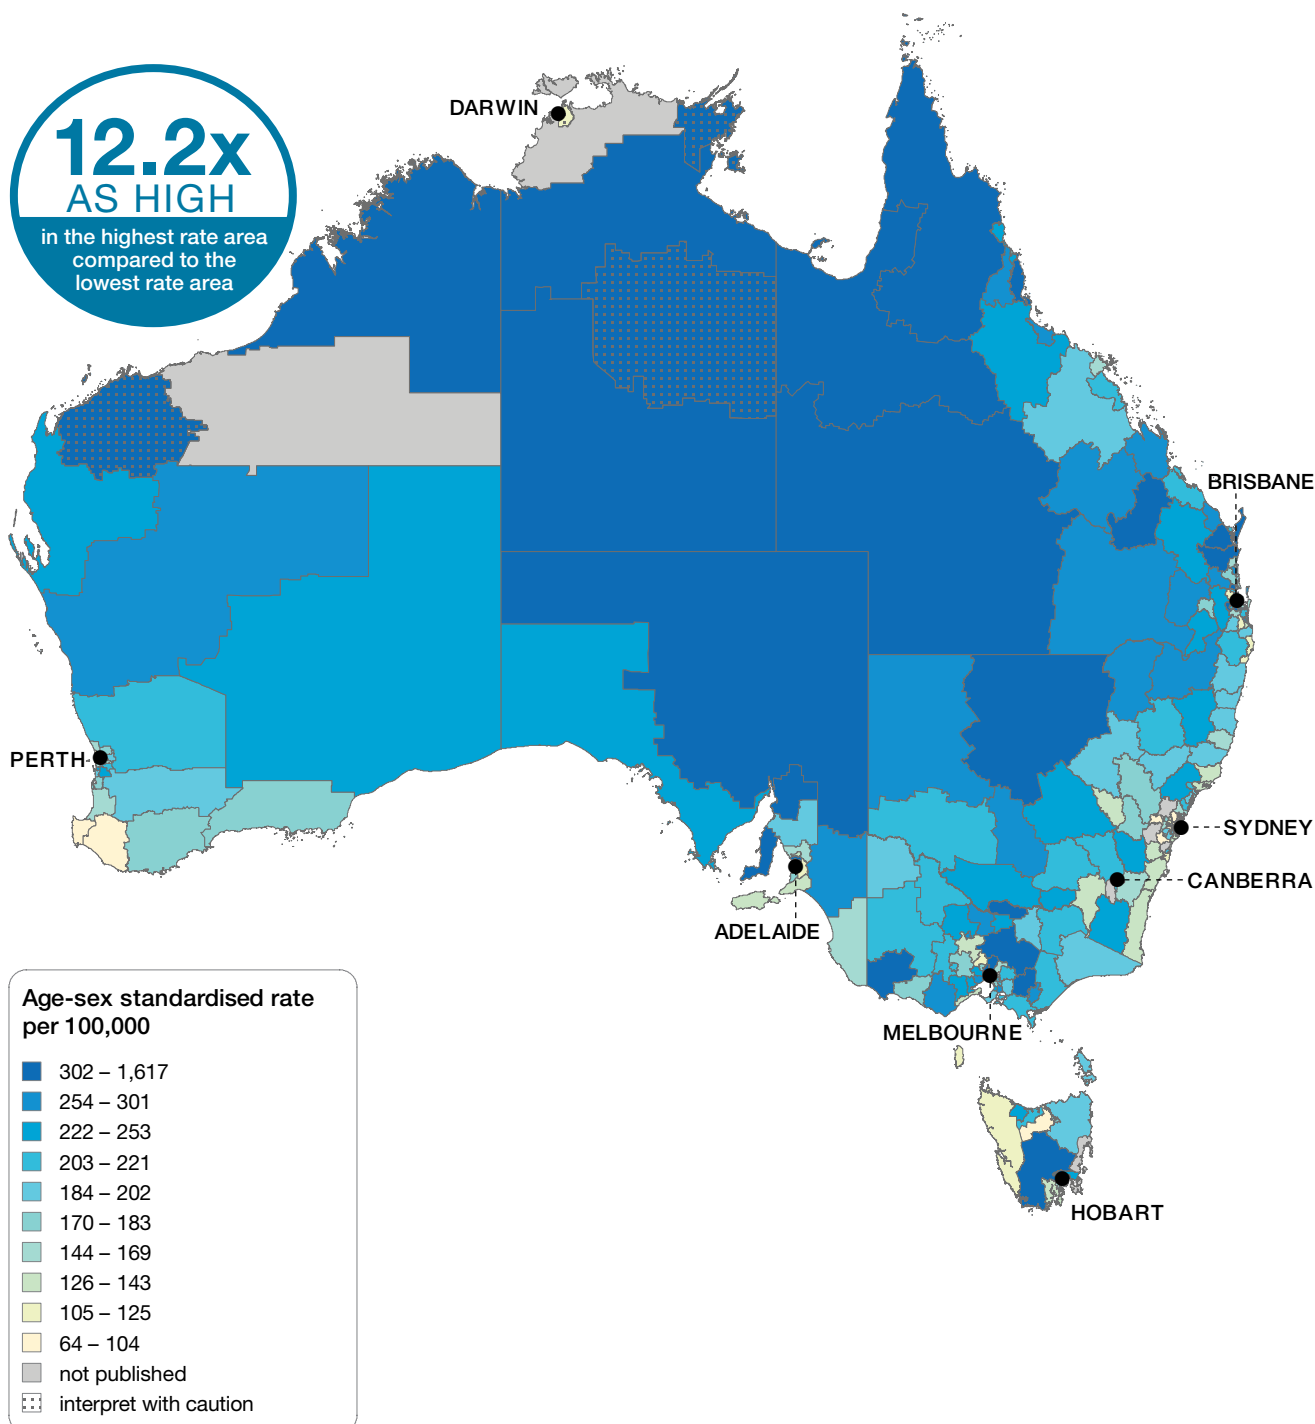 12.2x
AS HIGH
in the highest rate area
compared to the
lowest rate area
DARWIN
BRISBANE
PERTH
SYDNEY
CANBERRA
ADELAIDE
MELBOURNE
HOBART
Age-sex standardised rate
per 100,000
302 – 1,617
254 – 301
222 – 253
203 – 221
184 – 202
170 – 183
144 – 169
126 – 143
105 – 125
64 – 104
not published
interpret with caution